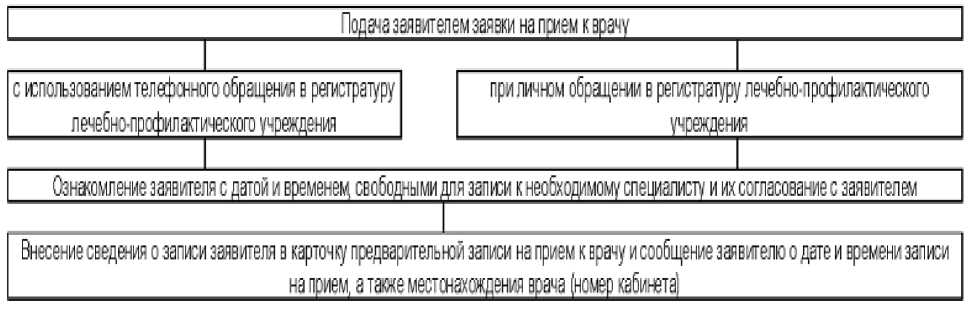 Подача заявителем заявки на прием к врачу
с использованием телефонного обращения в регистратуру
лечебно-профилактического учреждения
при личном обращении в регистратуру лечебно-профилактического
учреждения
Ознакомление заявителя с датой и временем, свободными для записи к необходимому специалисту и их согласование с заявителем
Внесение сведения о записи заявителя в карточку предварительной записи на прием к врачу и сообщение заявителю о дате и времени записи
на прием, а также местонахождения врача (номер кабинета)